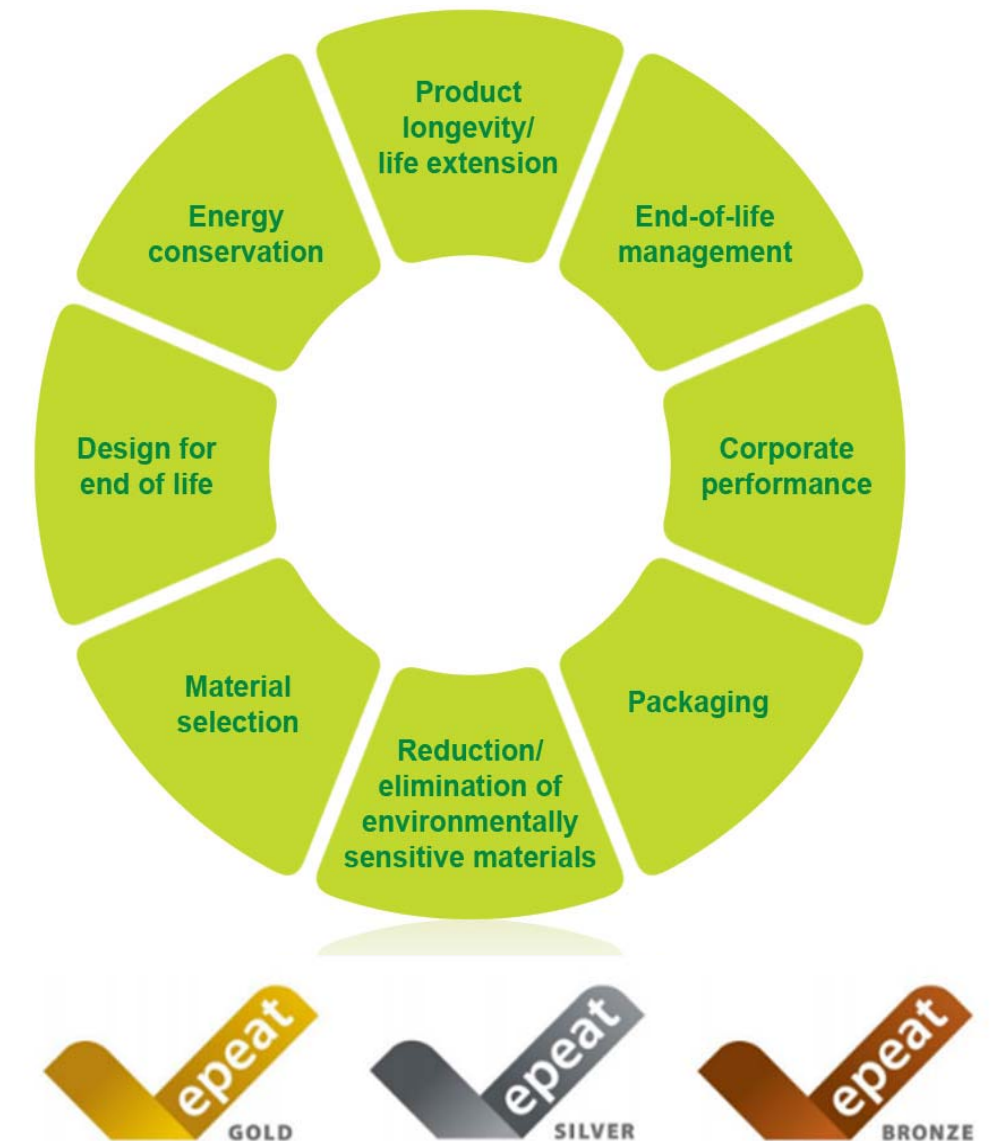 Product
longevity/
life extension
End-of-life
management
Corporate
performance
Packaging
Reduction/
elimination of
environmentally
sensitive materials
Material
selection
Design for
end of life
Energy
conservation
epeat
GOLD
epeat
SILVER
epeat
BRONZE